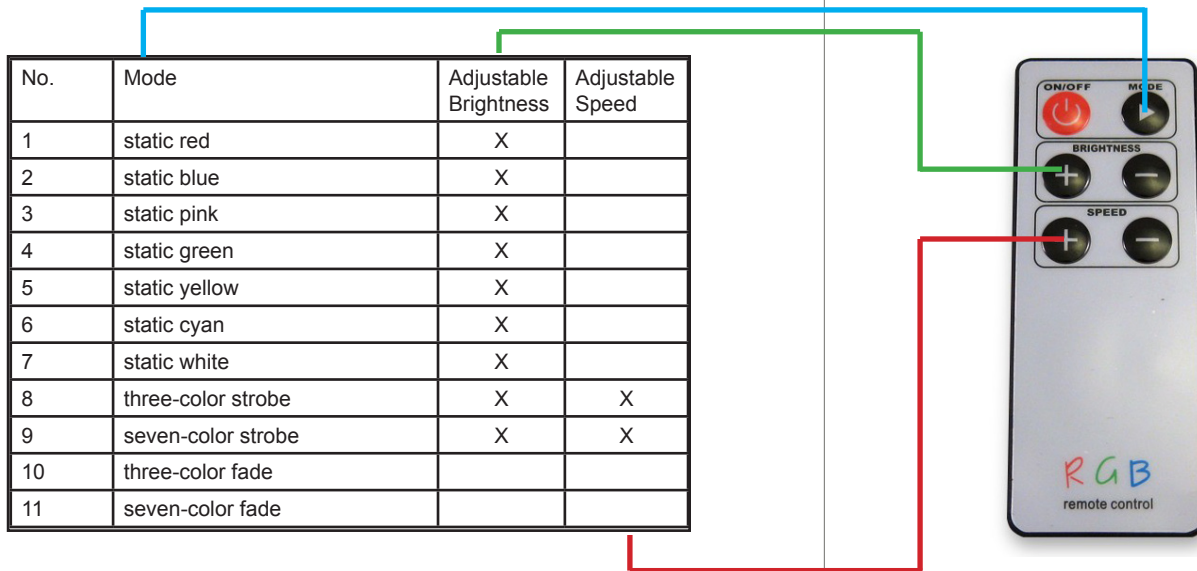 No. Mode Adjustable Brightness Adjustable Speed
1 static red X
2 static blue X
3 static pink X
4 static green X
5 static yellow X
6 static cyan X
7 static white X
8 three-color strobe X X
9 seven-color strobe X X
10 three-color fade
11 seven-color fade
ON/OFF MODE
BRIGHTNESS
+ −
SPEED
+ −
RGB
remote control